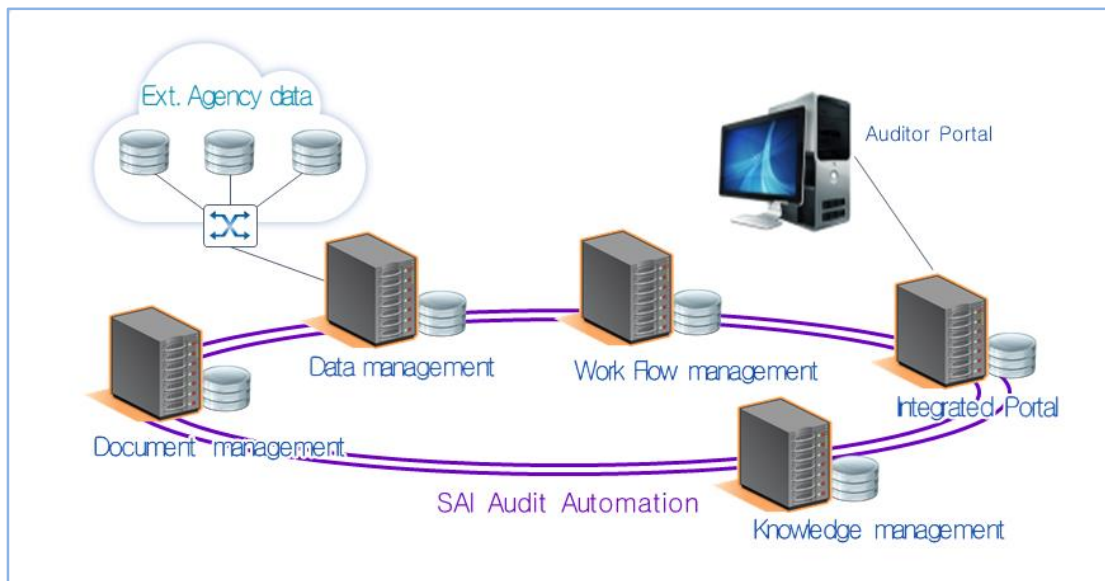 Ext. Agency data
Auditor Portal
Data management
Work Flow management
Integrated Portal
Document management
SAI Audit Automation
Knowledge management